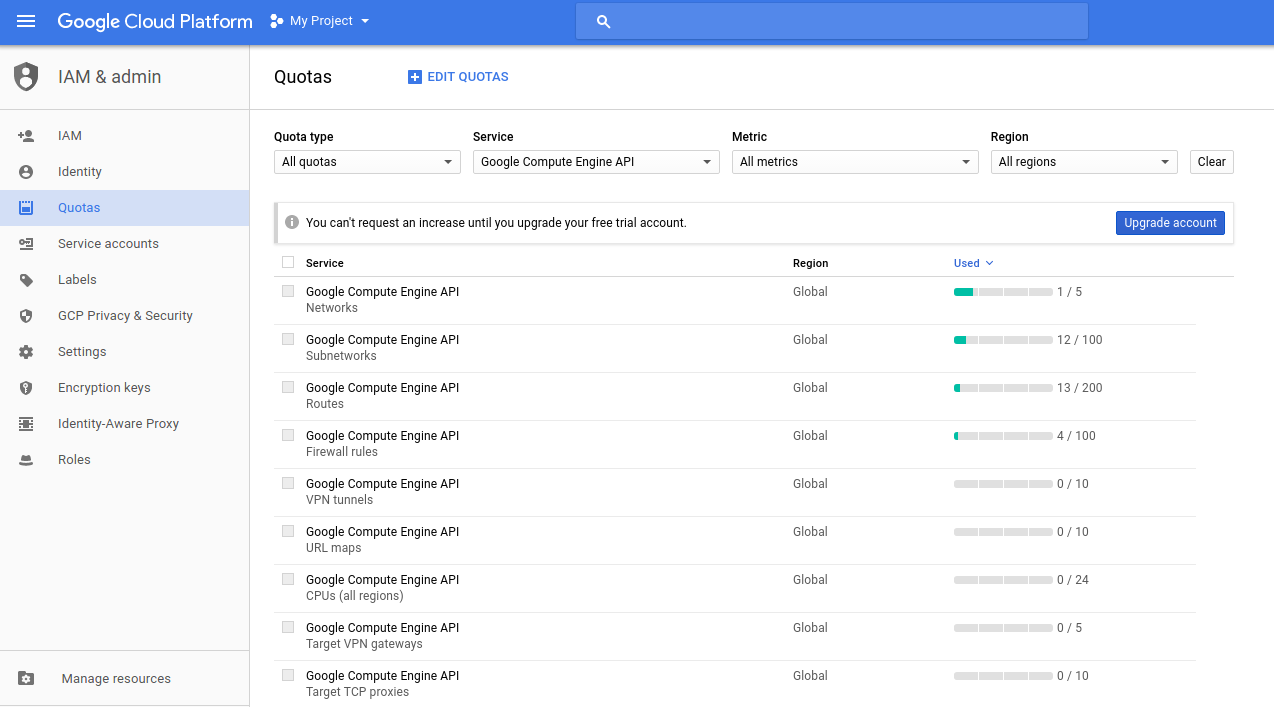 Google Cloud Platform My Project
IAM & admin
Quotas EDIT QUOTAS
IAM
Identity
Quotas
Service accounts
Labels
GCP Privacy & Security
Settings
Encryption keys
Identity-Aware Proxy
Roles
Manage resources
Quota type Service Metric Region
All quotas Google Compute Engine API All metrics All regions Clear
You can't request an increase until you upgrade your free trial account. Upgrade account
Service Region Used
Google Compute Engine API Global 1 / 5
Networks
Google Compute Engine API Global 12 / 100
Subnetworks
Google Compute Engine API Global 13 / 200
Routes
Google Compute Engine API Global 4 / 100
Firewall rules
Google Compute Engine API Global 0 / 10
VPN tunnels
Google Compute Engine API Global 0 / 10
URL maps
Google Compute Engine API Global 0 / 24
CPUs (all regions)
Google Compute Engine API Global 0 / 5
Target VPN gateways
Google Compute Engine API Global 0 / 10
Target TCP proxies